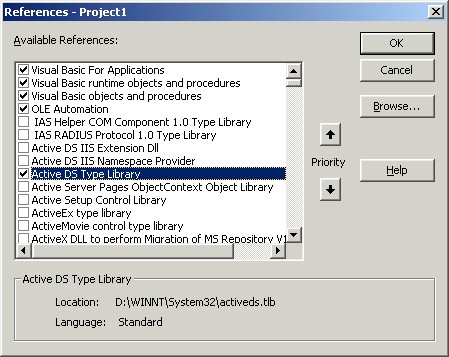 References - Project1
Available References:
Visual Basic For Applications
Visual Basic runtime objects and procedures
Visual Basic objects and procedures
OLE Automation
IAS Helper COM Component 1.0 Type Library
IAS RADIUS Protocol 1.0 Type Library
Active DS IIS Extension Dll
Active DS IIS Namespace Provider
Active DS Type Library
Active Server Pages ObjectContext Object Library
Active Setup Control Library
ActiveEx type library
ActiveMovie control type library
ActiveX DLL to perform Migration of MS Repository V1
OK
Cancel
Browse...
Priority
Help
Active DS Type Library
Location: D:\WINNT\System32\activeds.tlb
Language: Standard